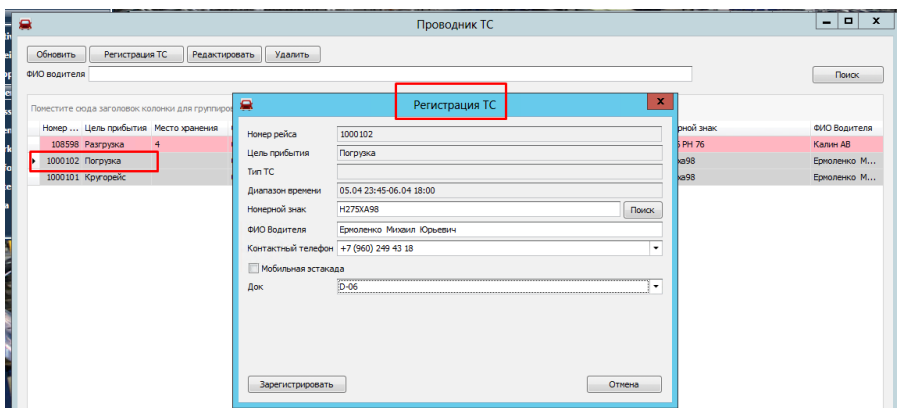 Проводник ТС
Обновить Регистрация ТС Редактировать Удалить
ФИО водителя Поиск
Поместите сюда заголовок колонки для группиров
Регистрация ТС
Номер ... Цель прибытия Место хранения рной знак ФИО Водителя
108598 Разгрузка 4 РН 76 Калин АВ
1000102 Погрузка ха98 Ермоленко М...
1000101 Кругорейс ха98 Ермоленко М...
Номер рейса 1000102
Цель прибытия Погрузка
Тип ТС
Диапазон времени 05.04 23:45-06.04 18:00
Номерной знак Н275ХА98 Поиск
ФИО Водителя Ермоленко Михаил Юрьевич
Контактный телефон +7 (960) 249 43 18
Мобильная эстакада
Док D-06
Зарегистрировать Отмена